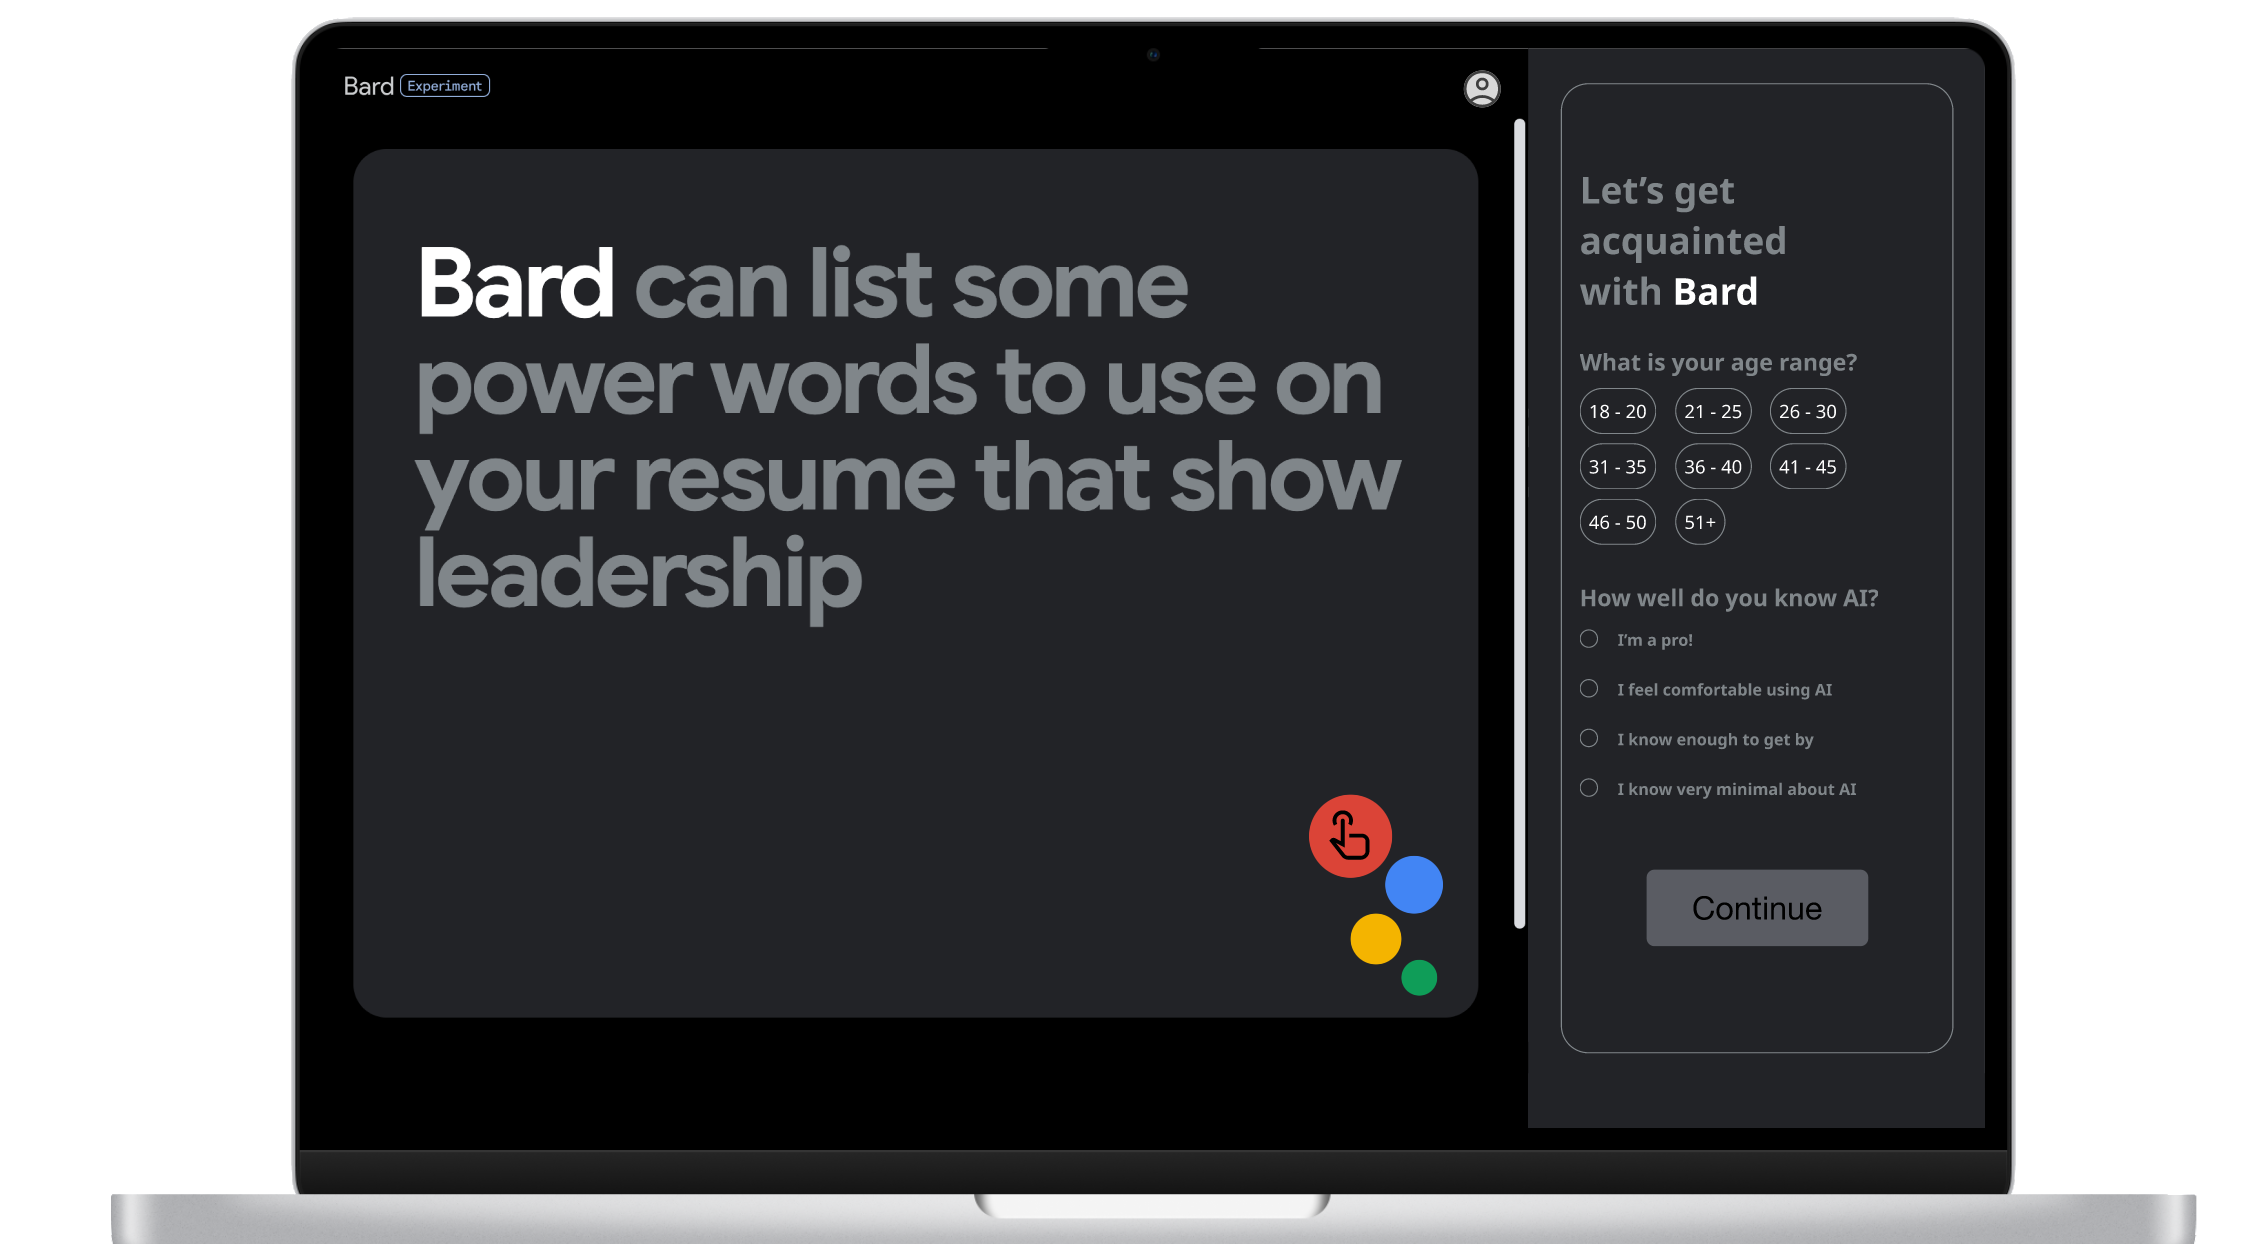 Bard Experiment
Bard can list some
power words to use on
your resume that show
leadership
Let's get
acquainted
with Bard
What is your age range?
18 - 20 21 - 25 26 - 30
31 - 35 36 - 40 41 - 45
46 - 50 51+
How well do you know AI?
I'm a pro!
I feel comfortable using AI
I know enough to get by
I know very minimal about AI
Continue